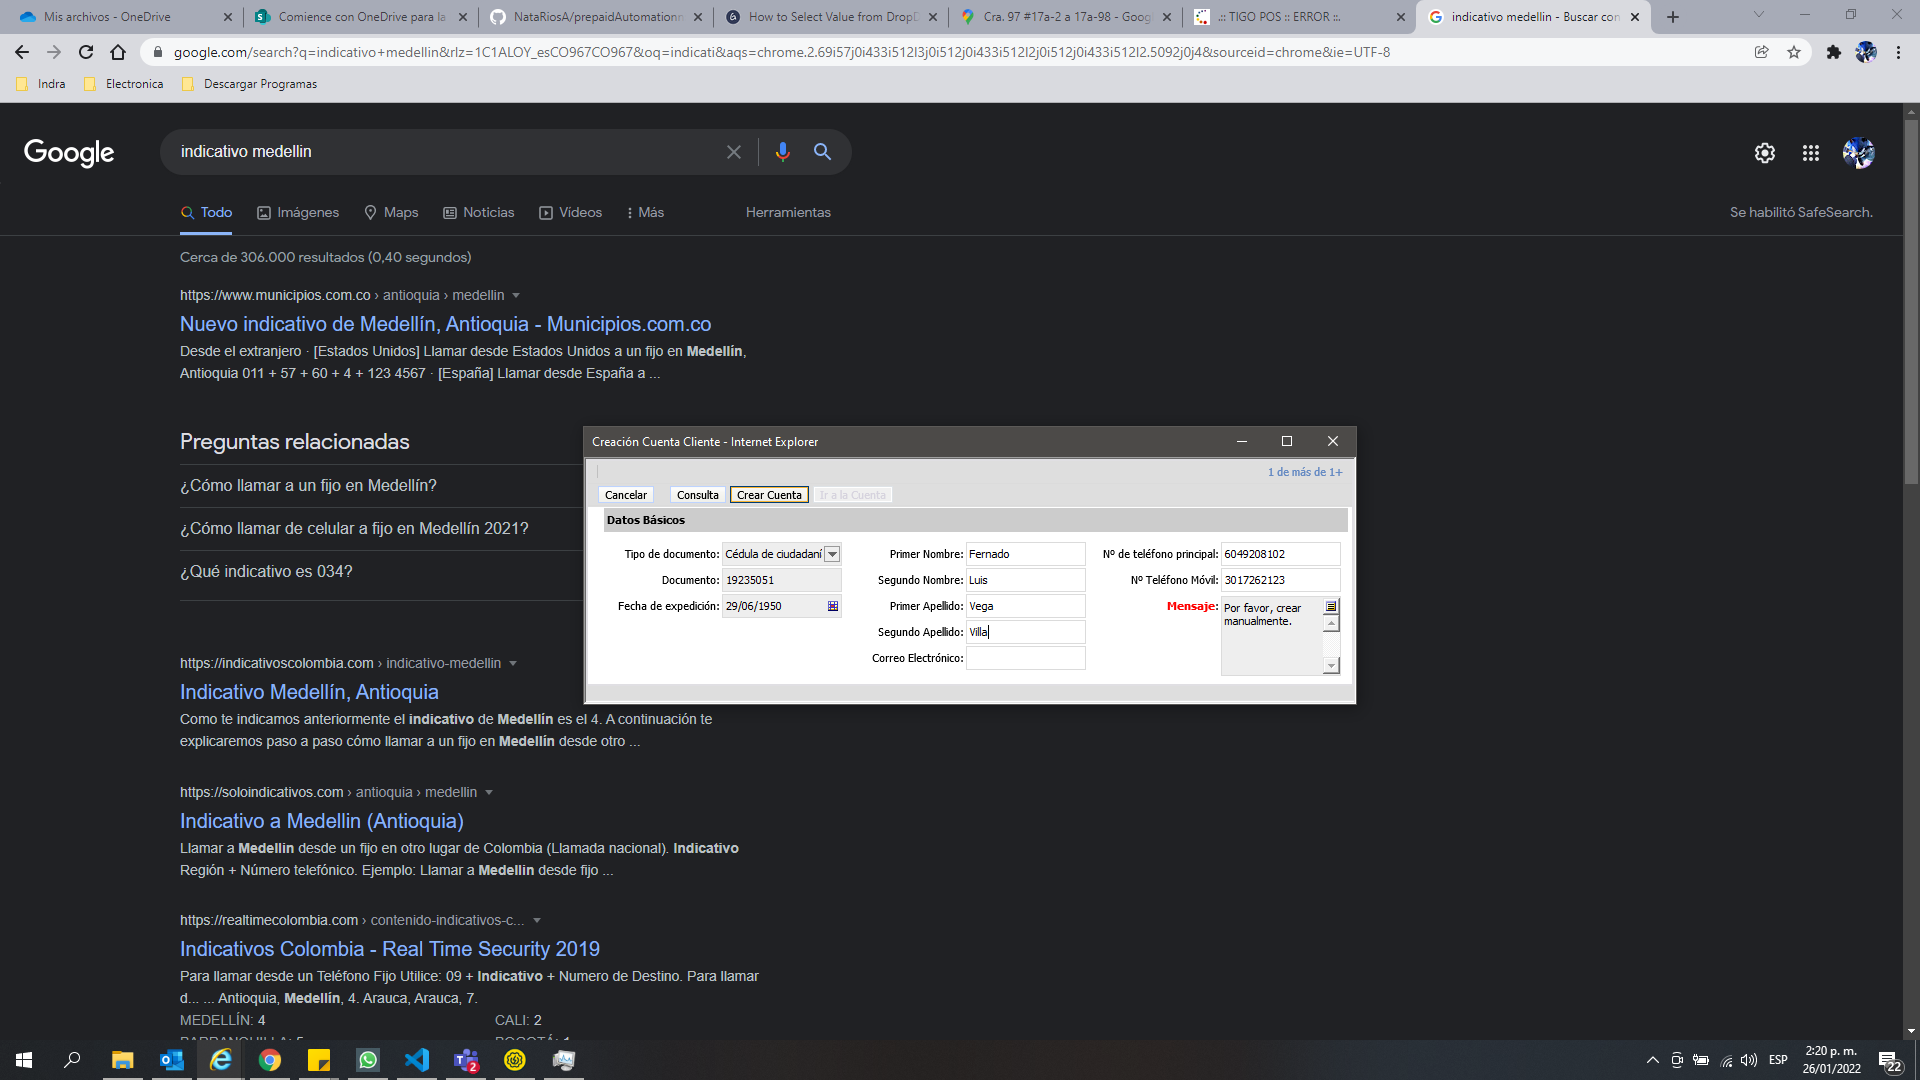 Mis archivos - OneDrive
Comience con OneDrive para la
NataRiosA/prepaidAutomationn
How to Select Value from DropD
Cra. 97 #17a-2 a 17a-98 - Googl
.:: TIGO POS :: ERROR ::.
indicativo medellin - Buscar con
google.com/search?q=indicativo+medellin&rlz=1C1ALOY_esCO967CO967&oq=indicati&aqs=chrome.2.69i57j0i433i512l3j0i512j0i433i512l2j0i512j0i433i512l2.5092j0j4&sourceid=chrome&ie=UTF-8
Indra
Electronica
Descargar Programas
Google
indicativo medellin
Todo
Imágenes
Maps
Noticias
Vídeos
Más
Herramientas
Se habilitó SafeSearch.
Cerca de 306.000 resultados (0,40 segundos)
https://www.municipios.com.co › antioquia › medellin
Nuevo indicativo de Medellín, Antioquia - Municipios.com.co
Desde el extranjero · [Estados Unidos] Llamar desde Estados Unidos a un fijo en Medellín,
Antioquia 011 + 57 + 60 + 4 + 123 4567 · [España] Llamar desde España a ...
Preguntas relacionadas
¿Cómo llamar a un fijo en Medellín?
¿Cómo llamar de celular a fijo en Medellín 2021?
¿Qué indicativo es 034?
Creación Cuenta Cliente - Internet Explorer
1 de más de 1+
Cancelar
Consulta
Crear Cuenta
Ir a la Cuenta
Datos Básicos
Tipo de documento: Cédula de ciudadaní
Primer Nombre: Fernado
Nº de teléfono principal: 6049208102
Documento: 19235051
Segundo Nombre: Luis
Nº Teléfono Móvil: 3017262123
Fecha de expedición: 29/06/1950
Primer Apellido: Vega
Mensaje: Por favor, crear
manualmente.
Segundo Apellido: Villa
Correo Electrónico:
https://indicativoscolombia.com › indicativo-medellin
Indicativo Medellín, Antioquia
Como te indicamos anteriormente el indicativo de Medellín es el 4. A continuación te
explicaremos paso a paso cómo llamar a un fijo en Medellín desde otro ...
https://soloindicativos.com › antioquia › medellin
Indicativo a Medellin (Antioquia)
Llamar a Medellin desde un fijo en otro lugar de Colombia (Llamada nacional). Indicativo
Región + Número telefónico. Ejemplo: Llamar a Medellin desde fijo ...
https://realtimecolombia.com › contenido-indicativos-c...
Indicativos Colombia - Real Time Security 2019
Para llamar desde un Teléfono Fijo Utilice: 09 + Indicativo + Numero de Destino. Para llamar
d... ... Antioquia, Medellín, 4. Arauca, Arauca, 7.
MEDELLÍN: 4
CALI: 2
BARRANQUILLA: 5
BOGOTÁ: 1
2
ESP
2:20 p. m.
26/01/2022
22